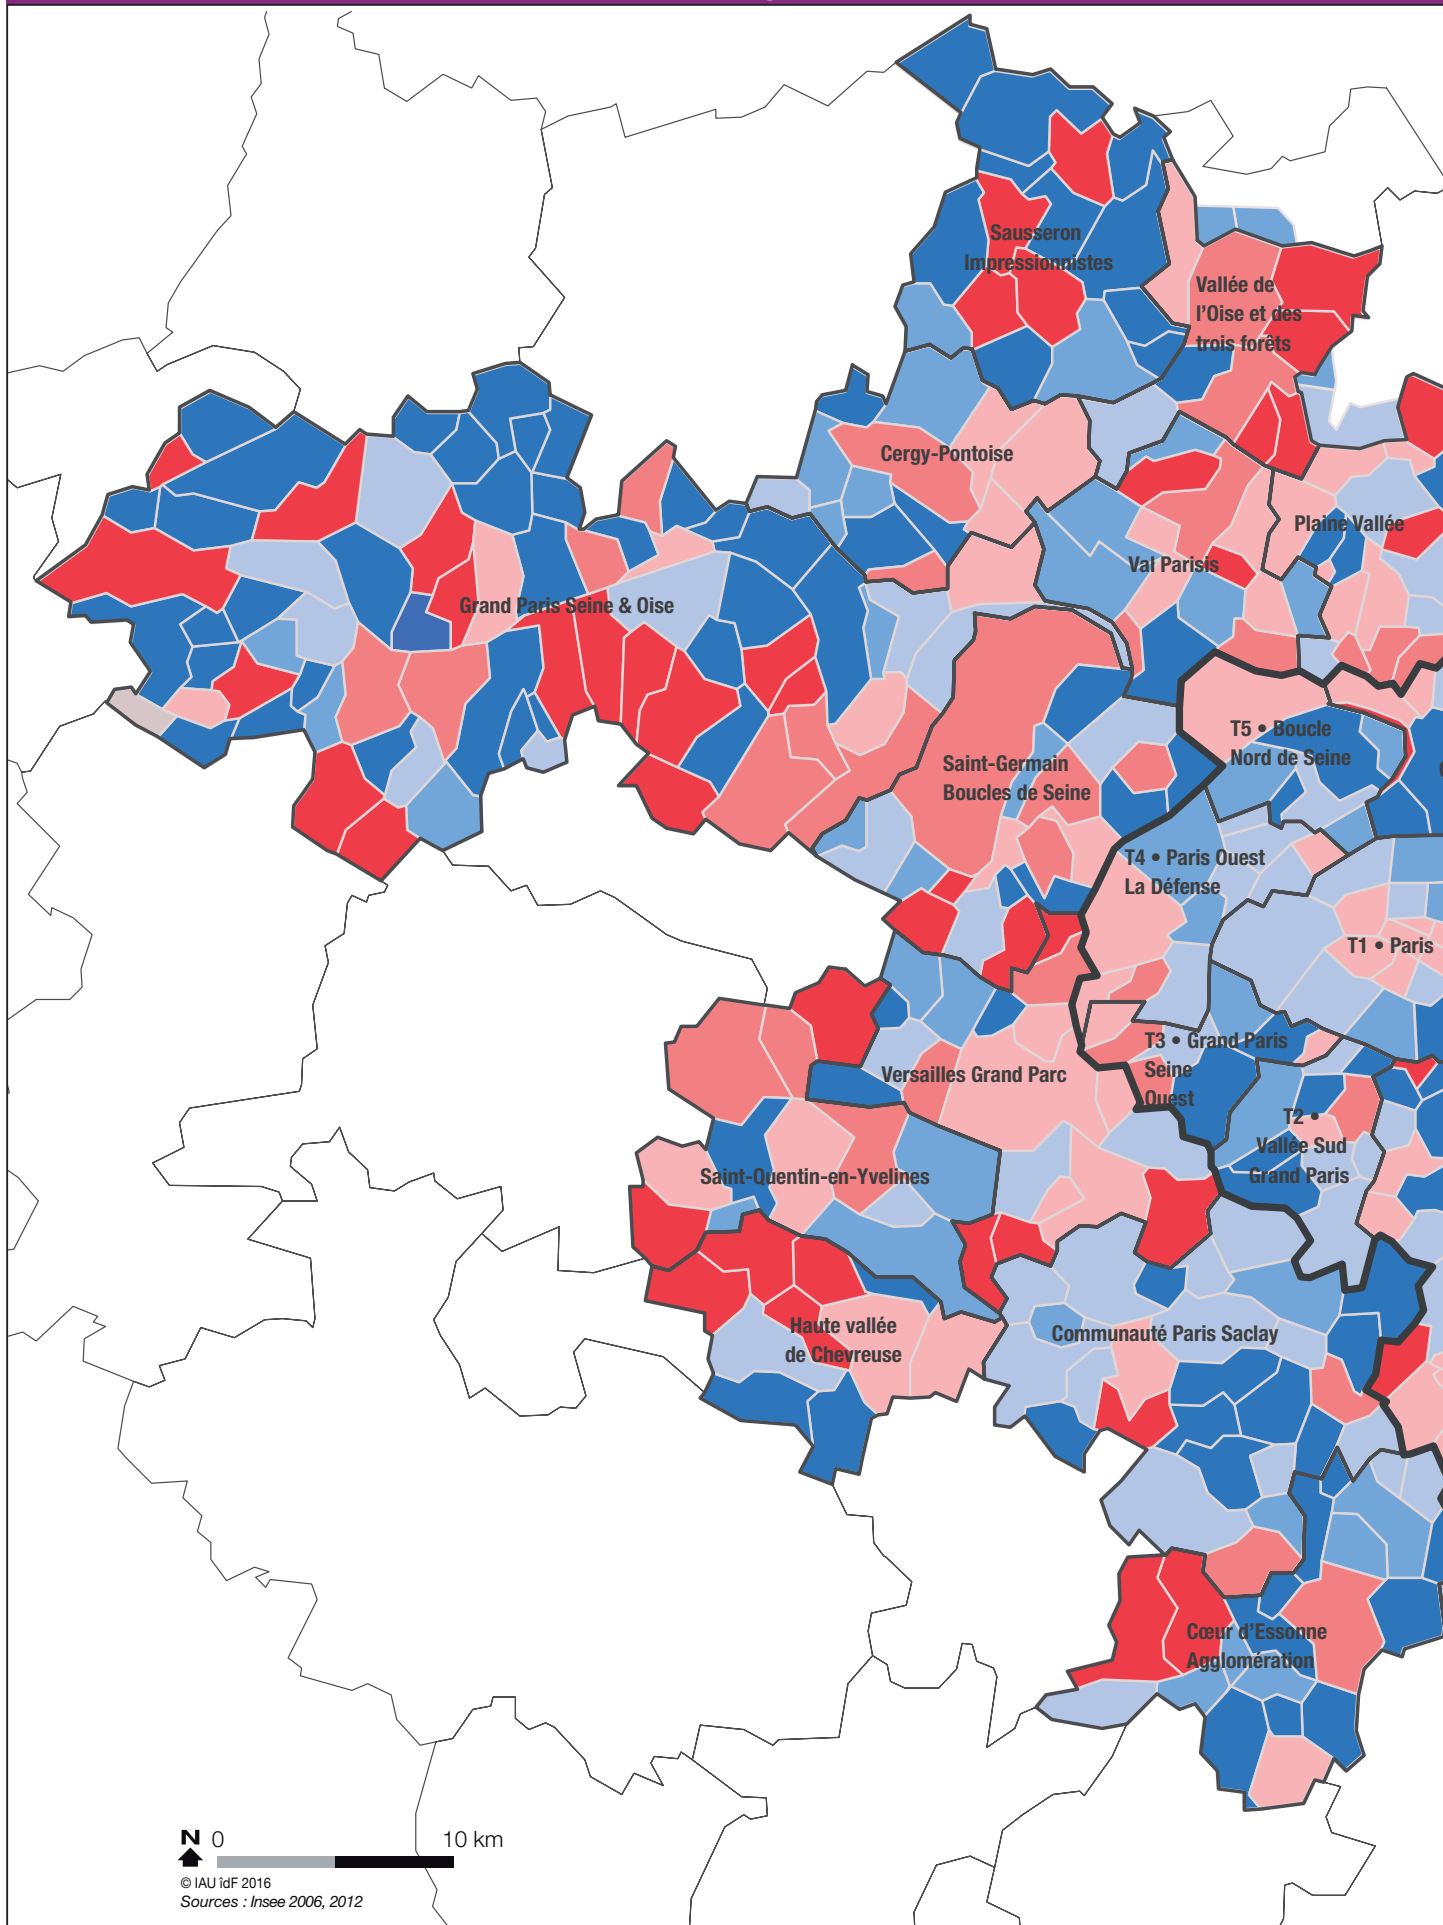 Sausseron
Impressionnistes
Vallée de
l'Oise et des
trois forêts
Cergy-Pontoise
Plaine Vallée
Val Parisis
Grand Paris Seine & Oise
T5 • Boucle
Nord de Seine
Saint-Germain
Boucles de Seine
T4 • Paris Ouest
La Défense
T1 • Paris
T3 • Grand Paris
Seine
Ouest
Versailles Grand Parc
T2 •
Vallée Sud
Grand Paris
Saint-Quentin-en-Yvelines
Haute vallée
de Chevreuse
Communauté Paris Saclay
Cœur d'Essonne
Agglomération
N 0 10 km
© IAU îdF 2016
Sources : Insee 2006, 2012